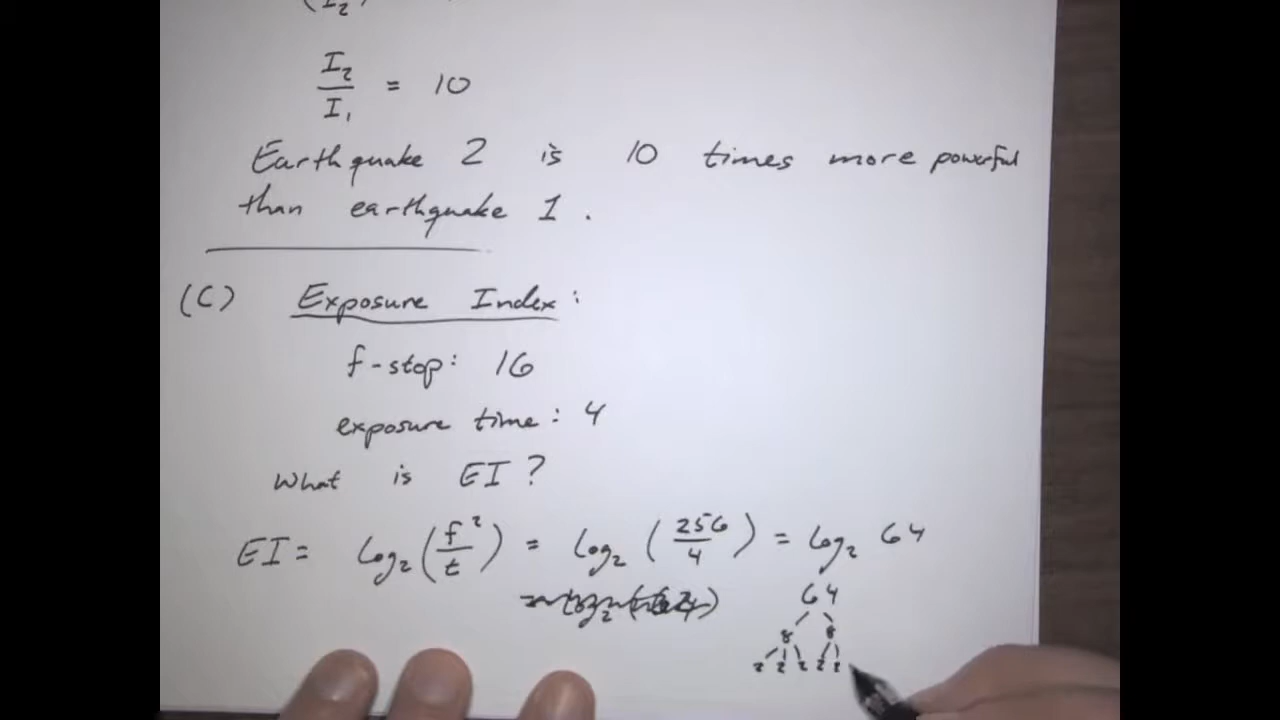 I₂
I₂/I₁ = 10
Earthquake 2 is 10 times more powerful
than earthquake 1.
(C) Exposure Index:
f-stop: 16
exposure time: 4
What is EI?
EI = log₂(f²/t) = log₂(256/4) = log₂ 64
64
8 8
2 2 2 2 2